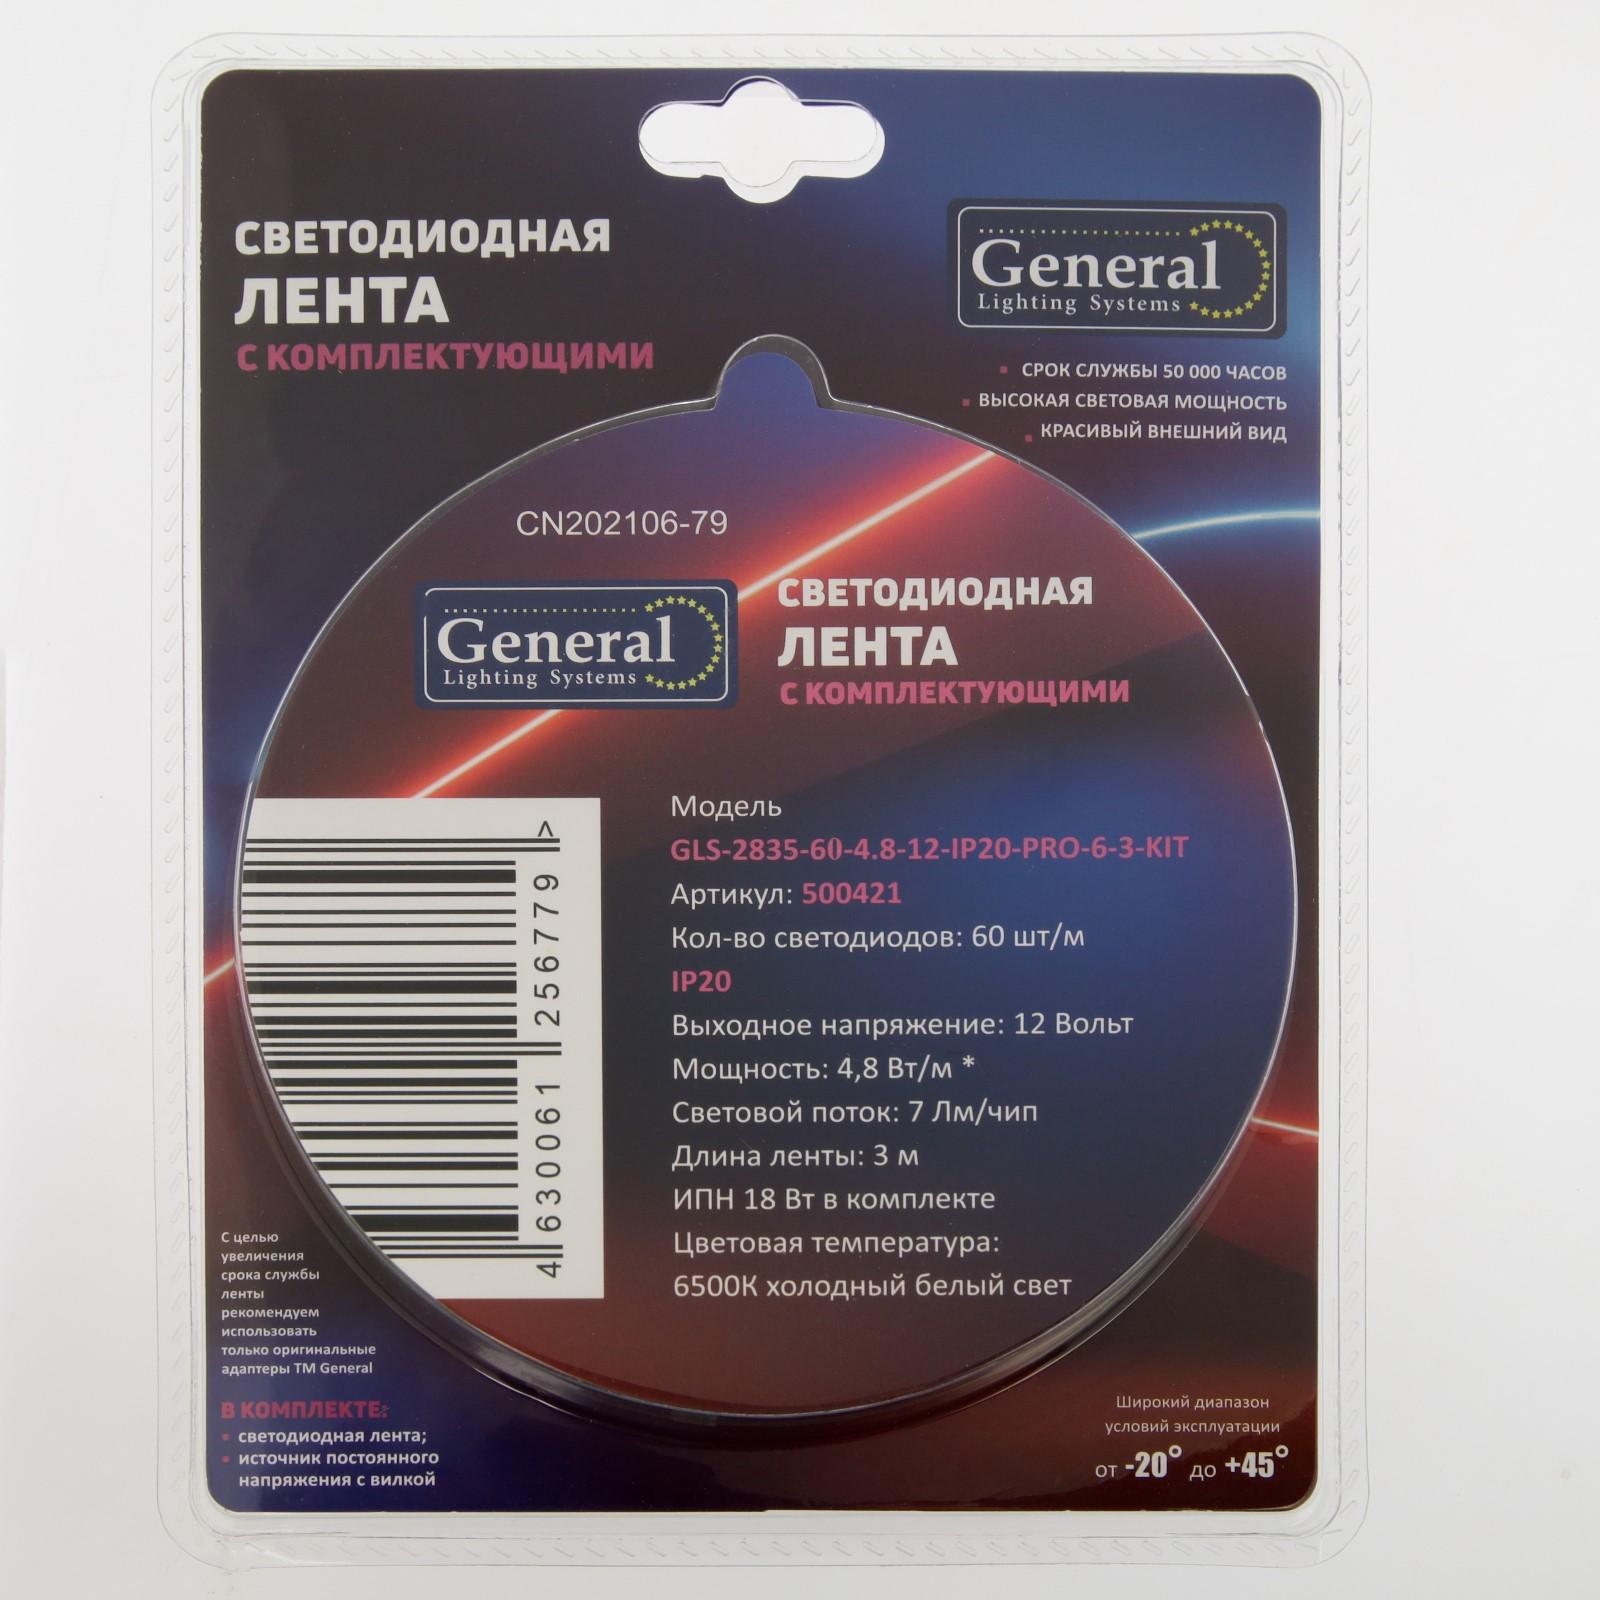 СВЕТОДИОДНАЯ
ЛЕНТА
С КОМПЛЕКТУЮЩИМИ
General
Lighting Systems
СРОК СЛУЖБЫ 50 000 ЧАСОВ
ВЫСОКАЯ СВЕТОВАЯ МОЩНОСТЬ
КРАСИВЫЙ ВНЕШНИЙ ВИД
CN202106-79
General
Lighting Systems
СВЕТОДИОДНАЯ
ЛЕНТА
С КОМПЛЕКТУЮЩИМИ
4 630061 256779 >
Модель
GLS-2835-60-4.8-12-IP20-PRO-6-3-KIT
Артикул: 500421
Кол-во светодиодов: 60 шт/м
IP20
Выходное напряжение: 12 Вольт
Мощность: 4,8 Вт/м *
Световой поток: 7 Лм/чип
Длина ленты: 3 м
ИПН 18 Вт в комплекте
Цветовая температура:
6500К холодный белый свет
С целью
увеличения
срока службы
ленты
рекомендуем
использовать
только оригинальные
адаптеры ТМ General
В КОМПЛЕКТЕ:
светодиодная лента;
источник постоянного
напряжения с вилкой
Широкий диапазон
условий эксплуатации
от -20° до +45°